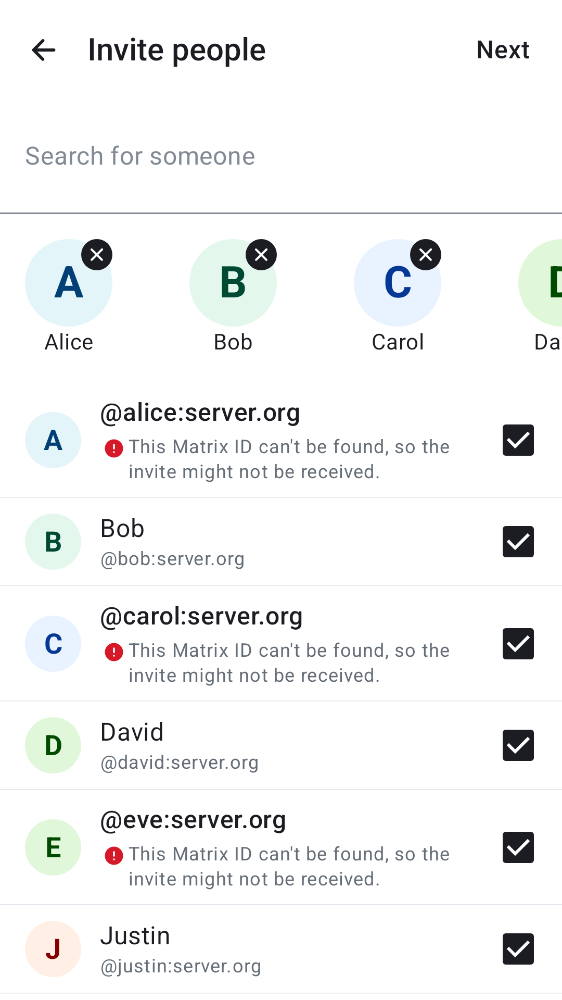 Invite people
Next
Search for someone
A
B
C
D
Alice
Bob
Carol
Da
A
@alice:server.org
This Matrix ID can't be found, so the
invite might not be received.
B
Bob
@bob:server.org
C
@carol:server.org
This Matrix ID can't be found, so the
invite might not be received.
D
David
@david:server.org
E
@eve:server.org
This Matrix ID can't be found, so the
invite might not be received.
J
Justin
@justin:server.org